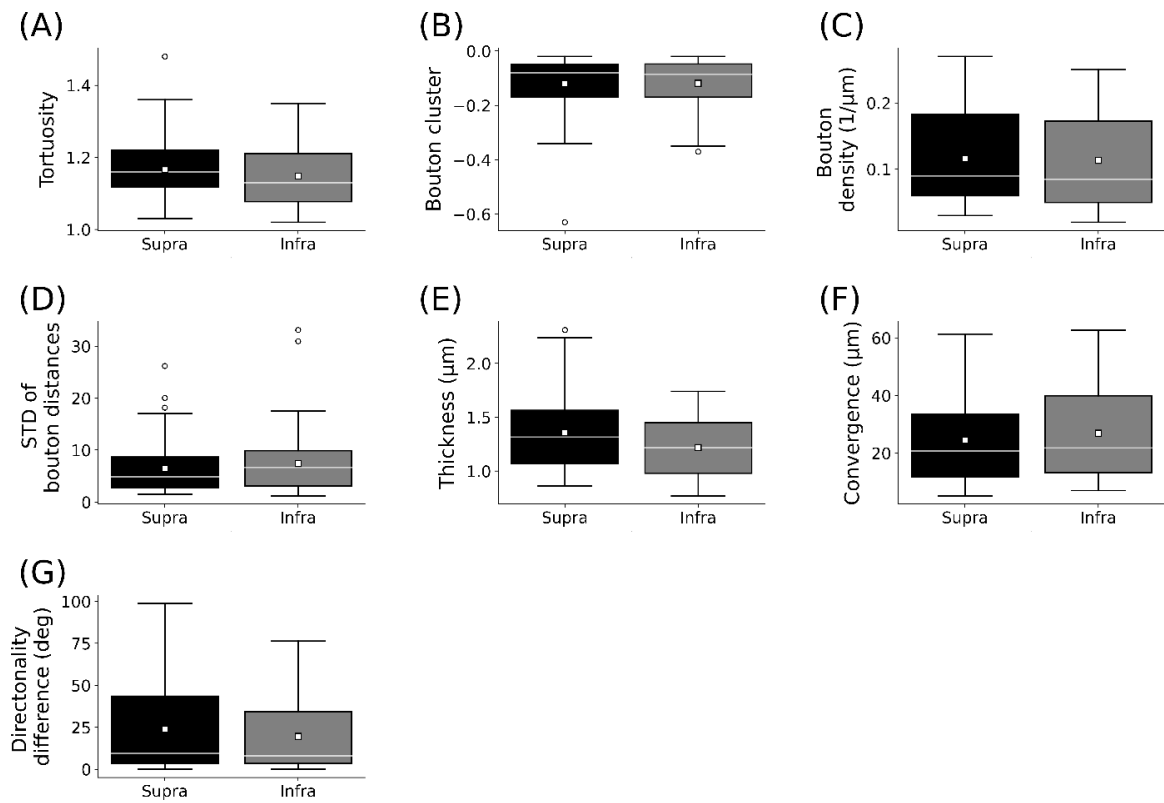 (A)
Tortuosity
1.4
1.2
1.0
Supra Infra
(B)
Bouton cluster
0.0
−0.2
−0.4
−0.6
Supra Infra
(C)
Bouton
density (1/μm)
0.2
0.1
Supra Infra
(D)
STD of
bouton distances
30
20
10
0
Supra Infra
(E)
Thickness (μm)
2.0
1.5
1.0
Supra Infra
(F)
Convergence (μm)
60
40
20
Supra Infra
(G)
Directonality
difference (deg)
100
75
50
25
0
Supra Infra